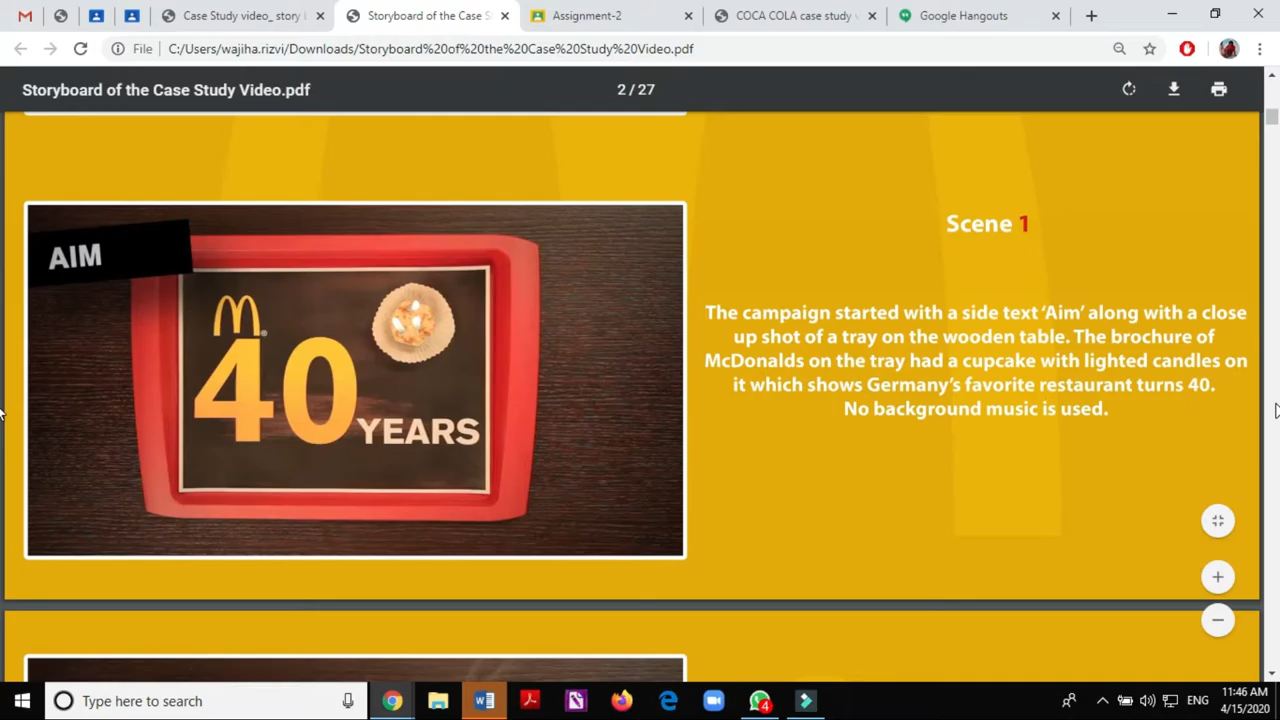 Case Study video_ story
Storyboard of the Case S
Assignment-2
COCA COLA case study
Google Hangouts
File
C:/Users/wajiha.rizvi/Downloads/Storyboard%20of%20the%20Case%20Study%20Video.pdf
Storyboard of the Case Study Video.pdf
2 / 27
AIM
40
YEARS
Scene 1
The campaign started with a side text ‘Aim’ along with a close
up shot of a tray on the wooden table. The brochure of
McDonalds on the tray had a cupcake with lighted candles on
it which shows Germany’s favorite restaurant turns 40.
No background music is used.
Type here to search
4
ENG
11:46 AM
4/15/2020